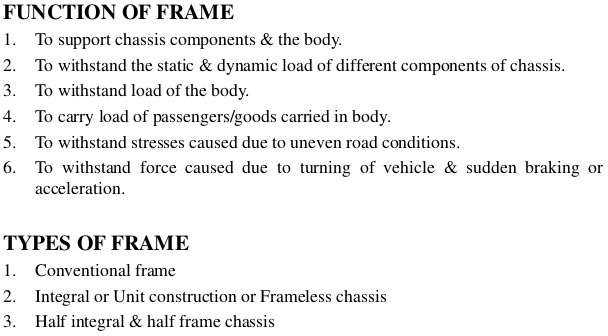 FUNCTION OF FRAME
1. To support chassis components & the body.
2. To withstand the static & dynamic load of different components of chassis.
3. To withstand load of the body.
4. To carry load of passengers/goods carried in body.
5. To withstand stresses caused due to uneven road conditions.
6. To withstand force caused due to turning of vehicle & sudden braking or
acceleration.
TYPES OF FRAME
1. Conventional frame
2. Integral or Unit construction or Frameless chassis
3. Half integral & half frame chassis